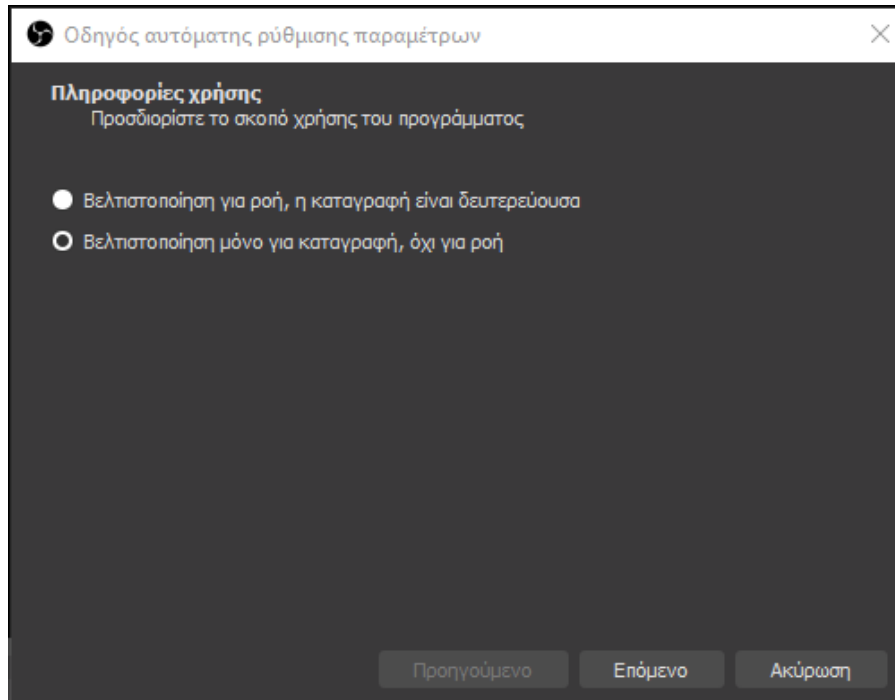 Οδηγός αυτόματης ρύθμισης παραμέτρων
Πληροφορίες χρήσης
Προσδιορίστε το σκοπό χρήσης του προγράμματος
Βελτιστοποίηση για ροή, η καταγραφή είναι δευτερεύουσα
Βελτιστοποίηση μόνο για καταγραφή, όχι για ροή
Προηγούμενο Επόμενο Ακύρωση